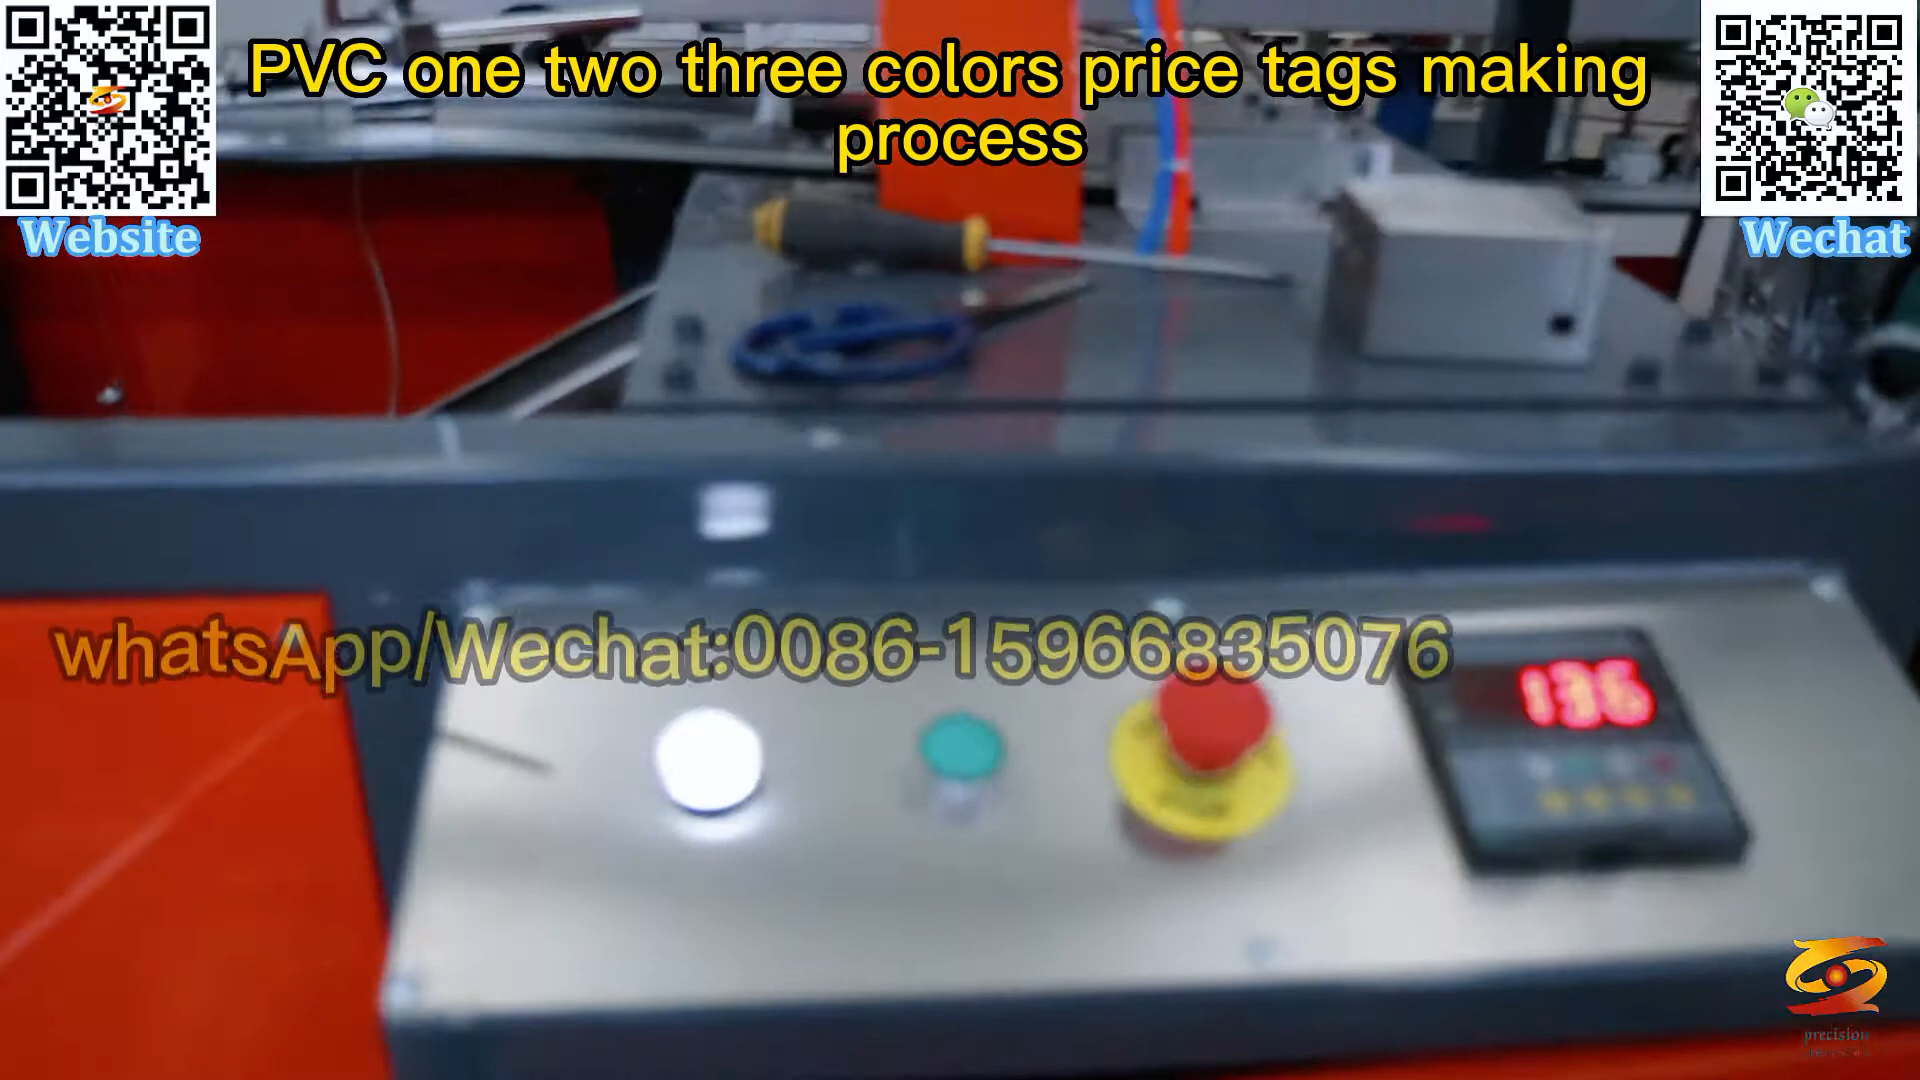 PVC one two three colors price tags making
process
Website
Wechat
whatsApp/Wechat:0086-15966835076
136
precision